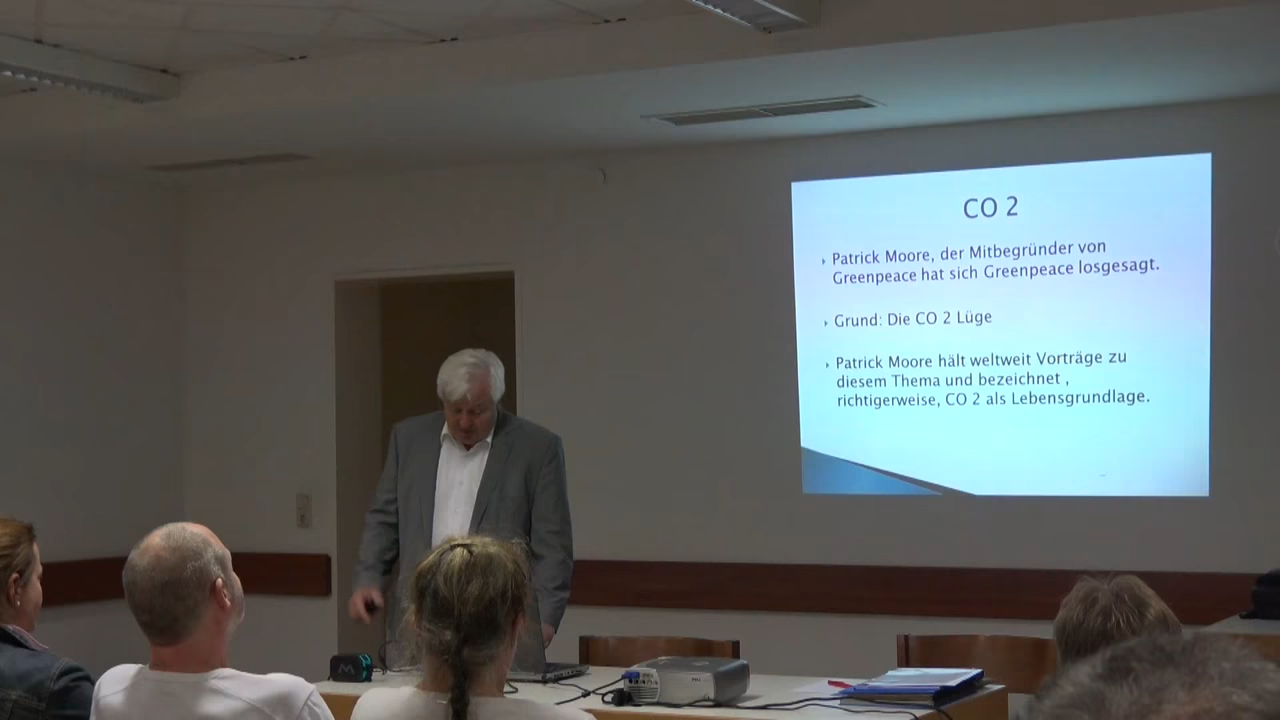 CO 2
Patrick Moore, der Mitbegründer von
Greenpeace hat sich Greenpeace losgesagt.
Grund: Die CO 2 Lüge
Patrick Moore hält weltweit Vorträge zu
diesem Thema und bezeichnet ,
richtigerweise, CO 2 als Lebensgrundlage.